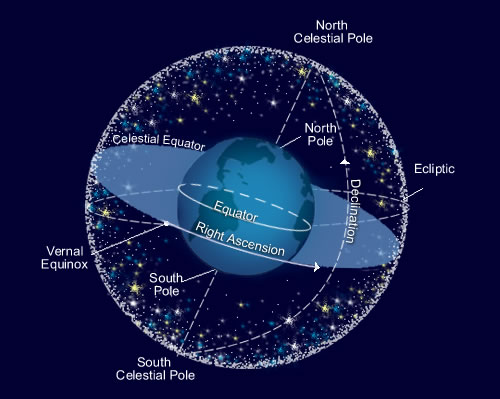 North
Celestial Pole
North
Pole
Celestial Equator
Ecliptic
Declination
Equator
Right Ascension
Vernal
Equinox
South
Pole
South
Celestial Pole